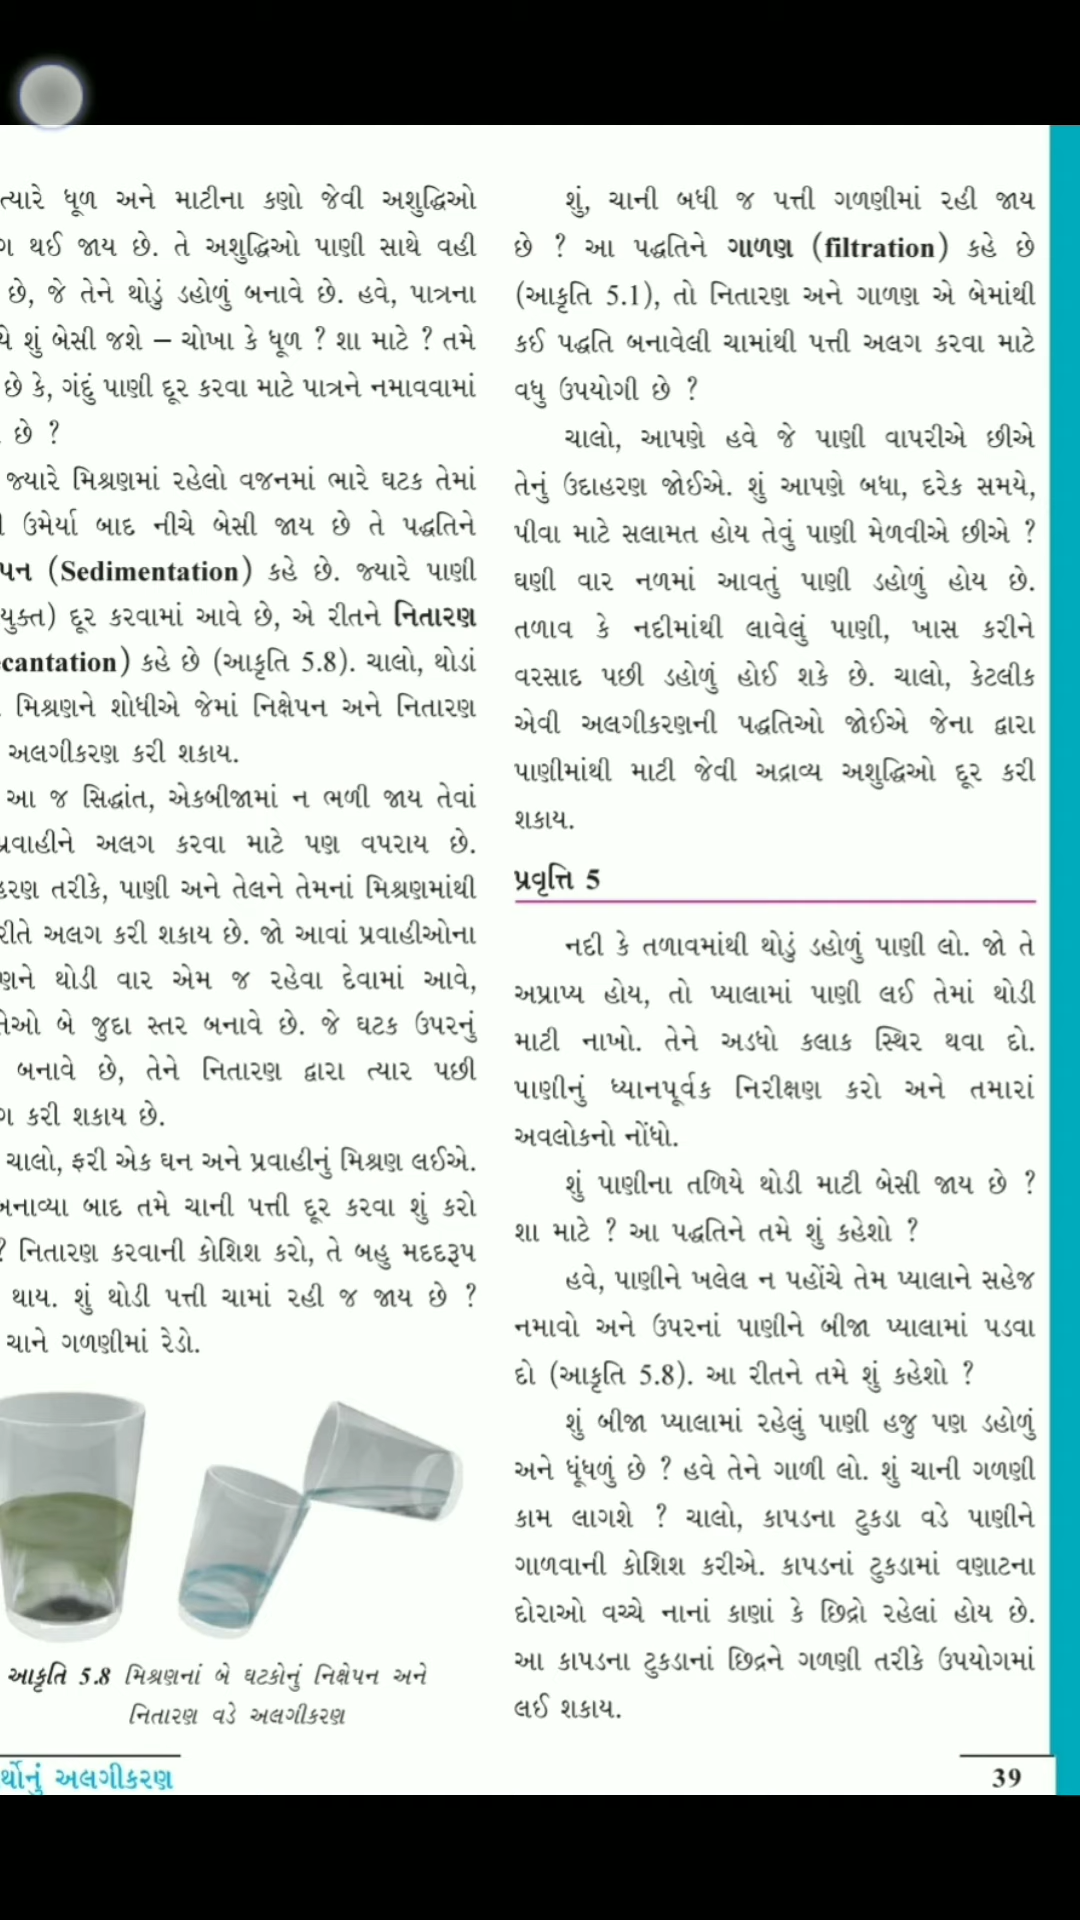 ત્યારે ધૂળ અને માટીના કણો જેવી અશુદ્ધિઓ
થઈ જાય છે. તે અશુદ્ધિઓ પાણી સાથે વહી
છે, જે તેને થોડું ડહોળું બનાવે છે. હવે, પાત્રના
શું બેસી જશે – ચોખા કે ધૂળ ? શા માટે ? તમે
છે કે, ગંદું પાણી દૂર કરવા માટે પાત્રને નમાવવામાં
છે ?
જ્યારે મિશ્રણમાં રહેલો વજનમાં ભારે ઘટક તેમાં
ઉમેર્યા બાદ નીચે બેસી જાય છે તે પદ્ધતિને
પન (Sedimentation) કહે છે. જ્યારે પાણી
યુક્ત) દૂર કરવામાં આવે છે, એ રીતને નિતારણ
cantation) કહે છે (આકૃતિ 5.8). ચાલો, થોડાં
મિશ્રણને શોધીએ જેમાં નિક્ષેપન અને નિતારણ
અલગીકરણ કરી શકાય.
આ જ સિદ્ધાંત, એકબીજામાં ન ભળી જાય તેવાં
પ્રવાહીને અલગ કરવા માટે પણ વપરાય છે.
હરણ તરીકે, પાણી અને તેલને તેમનાં મિશ્રણમાંથી
રીતે અલગ કરી શકાય છે. જો આવાં પ્રવાહીઓના
ણને થોડી વાર એમ જ રહેવા દેવામાં આવે,
તેઓ બે જુદા સ્તર બનાવે છે. જે ઘટક ઉપરનું
બનાવે છે, તેને નિતારણ દ્વારા ત્યાર પછી
ગ કરી શકાય છે.
ચાલો, ફરી એક ઘન અને પ્રવાહીનું મિશ્રણ લઈએ.
બનાવ્યા બાદ તમે ચાની પત્તી દૂર કરવા શું કરો
? નિતારણ કરવાની કોશિશ કરો, તે બહુ મદદરૂપ
થાય. શું થોડી પત્તી ચામાં રહી જ જાય છે ?
ચાને ગળણીમાં રેડો.
આકૃતિ 5.8 મિશ્રણનાં બે ઘટકોનું નિક્ષેપન અને
નિતારણ વડે અલગીકરણ
ર્થોનું અલગીકરણ
શું, ચાની બધી જ પત્તી ગળણીમાં રહી જાય
છે ? આ પદ્ધતિને ગાળણ (filtration) કહે છે
(આકૃતિ 5.1), તો નિતારણ અને ગાળણ એ બેમાંથી
કઈ પદ્ધતિ બનાવેલી ચામાંથી પત્તી અલગ કરવા માટે
વધુ ઉપયોગી છે ?
ચાલો, આપણે હવે જે પાણી વાપરીએ છીએ
તેનું ઉદાહરણ જોઈએ. શું આપણે બધા, દરેક સમયે,
પીવા માટે સલામત હોય તેવું પાણી મેળવીએ છીએ ?
ઘણી વાર નળમાં આવતું પાણી ડહોળું હોય છે.
તળાવ કે નદીમાંથી લાવેલું પાણી, ખાસ કરીને
વરસાદ પછી ડહોળું હોઈ શકે છે. ચાલો, કેટલીક
એવી અલગીકરણની પદ્ધતિઓ જોઈએ જેના દ્વારા
પાણીમાંથી માટી જેવી અદ્રાવ્ય અશુદ્ધિઓ દૂર કરી
શકાય.
પ્રવૃત્તિ 5
નદી કે તળાવમાંથી થોડું ડહોળું પાણી લો. જો તે
અપ્રાપ્ય હોય, તો પ્યાલામાં પાણી લઈ તેમાં થોડી
માટી નાખો. તેને અડધો કલાક સ્થિર થવા દો.
પાણીનું ધ્યાનપૂર્વક નિરીક્ષણ કરો અને તમારાં
અવલોકનો નોંધો.
શું પાણીના તળિયે થોડી માટી બેસી જાય છે ?
શા માટે ? આ પદ્ધતિને તમે શું કહેશો ?
હવે, પાણીને ખલેલ ન પહોંચે તેમ પ્યાલાને સહેજ
નમાવો અને ઉપરનાં પાણીને બીજા પ્યાલામાં પડવા
દો (આકૃતિ 5.8). આ રીતને તમે શું કહેશો ?
શું બીજા પ્યાલામાં રહેલું પાણી હજુ પણ ડહોળું
અને ધૂંધળું છે ? હવે તેને ગાળી લો. શું ચાની ગળણી
કામ લાગશે ? ચાલો, કાપડના ટુકડા વડે પાણીને
ગાળવાની કોશિશ કરીએ. કાપડનાં ટુકડામાં વણાટના
દોરાઓ વચ્ચે નાનાં કાણાં કે છિદ્રો રહેલાં હોય છે.
આ કાપડના ટુકડાનાં છિદ્રને ગળણી તરીકે ઉપયોગમાં
લઈ શકાય.
39